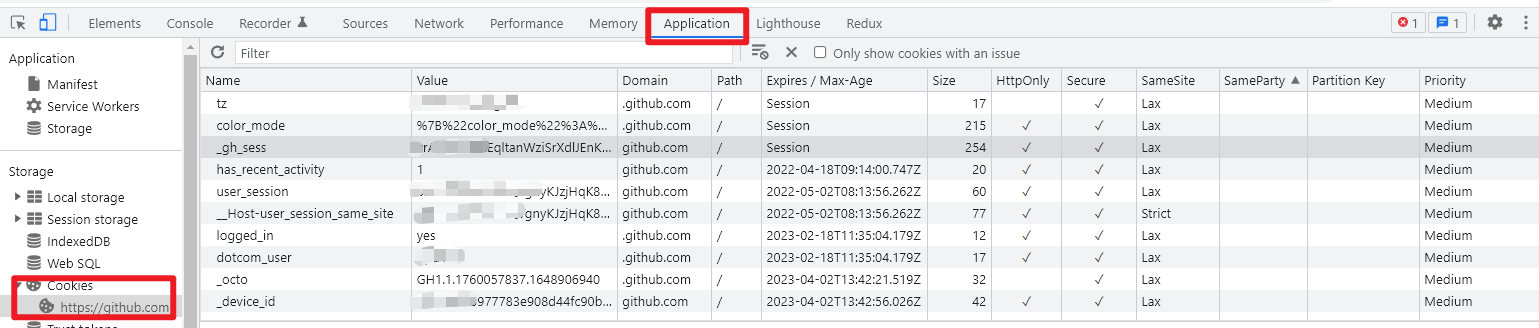 Elements Console Recorder Sources Network Performance Memory Application Lighthouse Redux 1 1
Application
Manifest
Service Workers
Storage
Storage
Local storage
Session storage
IndexedDB
Web SQL
Cookies
https://github.com
Trust tokens
Filter Only show cookies with an issue
Name Value Domain Path Expires / Max-Age Size HttpOnly Secure SameSite SameParty Partition Key Priority
tz .github.com / Session 17 ✓ Lax Medium
color_mode %7B%22color_mode%22%3A%... .github.com / Session 215 ✓ ✓ Lax Medium
_gh_sess EqltanWziSrXdlJEnK... github.com / Session 254 ✓ ✓ Lax Medium
has_recent_activity 1 github.com / 2022-04-18T09:14:00.747Z 20 ✓ ✓ Lax Medium
user_session gnyKJzjHqK8... github.com / 2022-05-02T08:13:56.262Z 60 ✓ ✓ Lax Medium
__Host-user_session_same_site gnyKJzjHqK8... github.com / 2022-05-02T08:13:56.262Z 77 ✓ ✓ Strict Medium
logged_in yes .github.com / 2023-02-18T11:35:04.179Z 12 ✓ ✓ Lax Medium
dotcom_user .github.com / 2023-02-18T11:35:04.179Z 17 ✓ ✓ Lax Medium
_octo GH1.1.1760057837.1648906940 .github.com / 2023-04-02T13:42:21.519Z 32 ✓ Lax Medium
_device_id 977783e908d44fc90b... github.com / 2023-04-02T13:42:56.026Z 42 ✓ ✓ Lax Medium